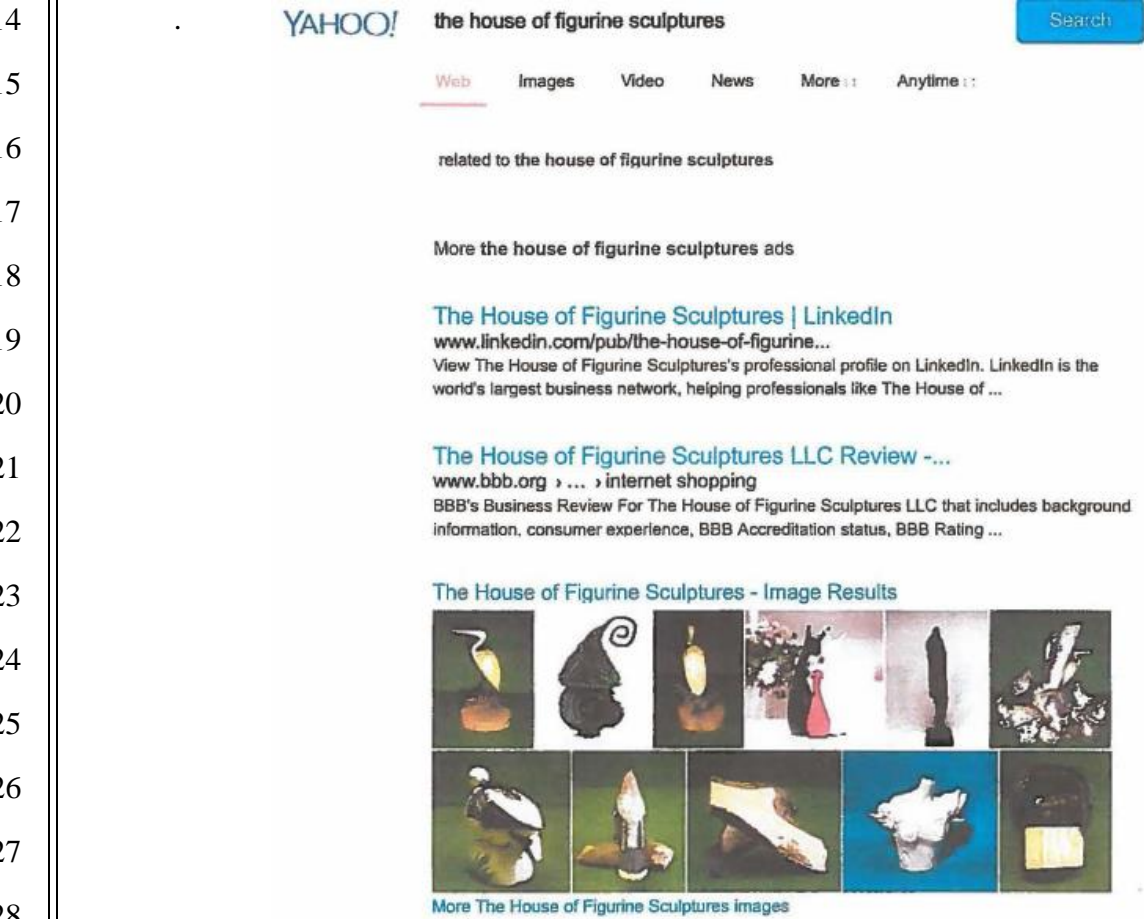 YAHOO! the house of figurine sculptures Search
Web Images Video News More Anytime
related to the house of figurine sculptures
More the house of figurine sculptures ads
The House of Figurine Sculptures | LinkedIn
www.linkedin.com/pub/the-house-of-figurine...
View The House of Figurine Sculptures's professional profile on LinkedIn. LinkedIn is the
world's largest business network, helping professionals like The House of ...
The House of Figurine Sculptures LLC Review -...
www.bbb.org › ... › internet shopping
BBB's Business Review For The House of Figurine Sculptures LLC that includes background
information, consumer experience, BBB Accreditation status, BBB Rating ...
The House of Figurine Sculptures - Image Results
More The House of Figurine Sculptures images
4
5
6
7
8
9
20
21
22
23
24
25
26
27
28